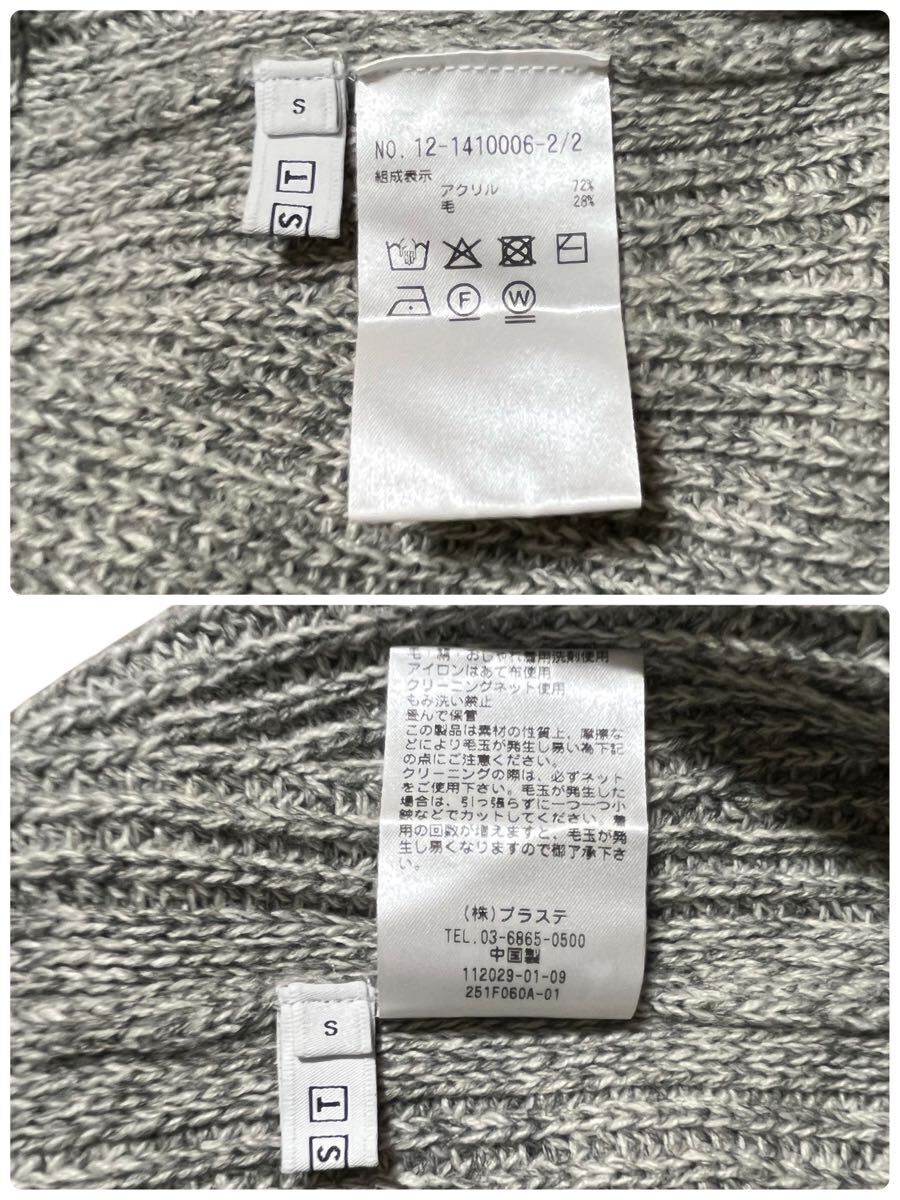 S
T
S
NO. 12-1410006-2/2
組成表示
アクリル 72%
毛 28%
F
W
毛・絹・おしゃれ着用洗剤使用
アイロンはあて布使用
クリーニングネット使用
もみ洗い禁止
畳んで保管
この製品は素材の性質上、摩擦な
どにより毛玉が発生し易い為下記
の点にご注意ください。
クリーニングの際は、必ずネット
をご使用下さい。毛玉が発生した
場合は、引っ張らずに一つ一つ小
鋏などでカットしてください。着
用の回数が増えますと、毛玉が発
生し易くなりますので御了承下さ
い。
(株)プラステ
TEL.03-6865-0500
中国製
112029-01-09
251F060A-01
S
T
S